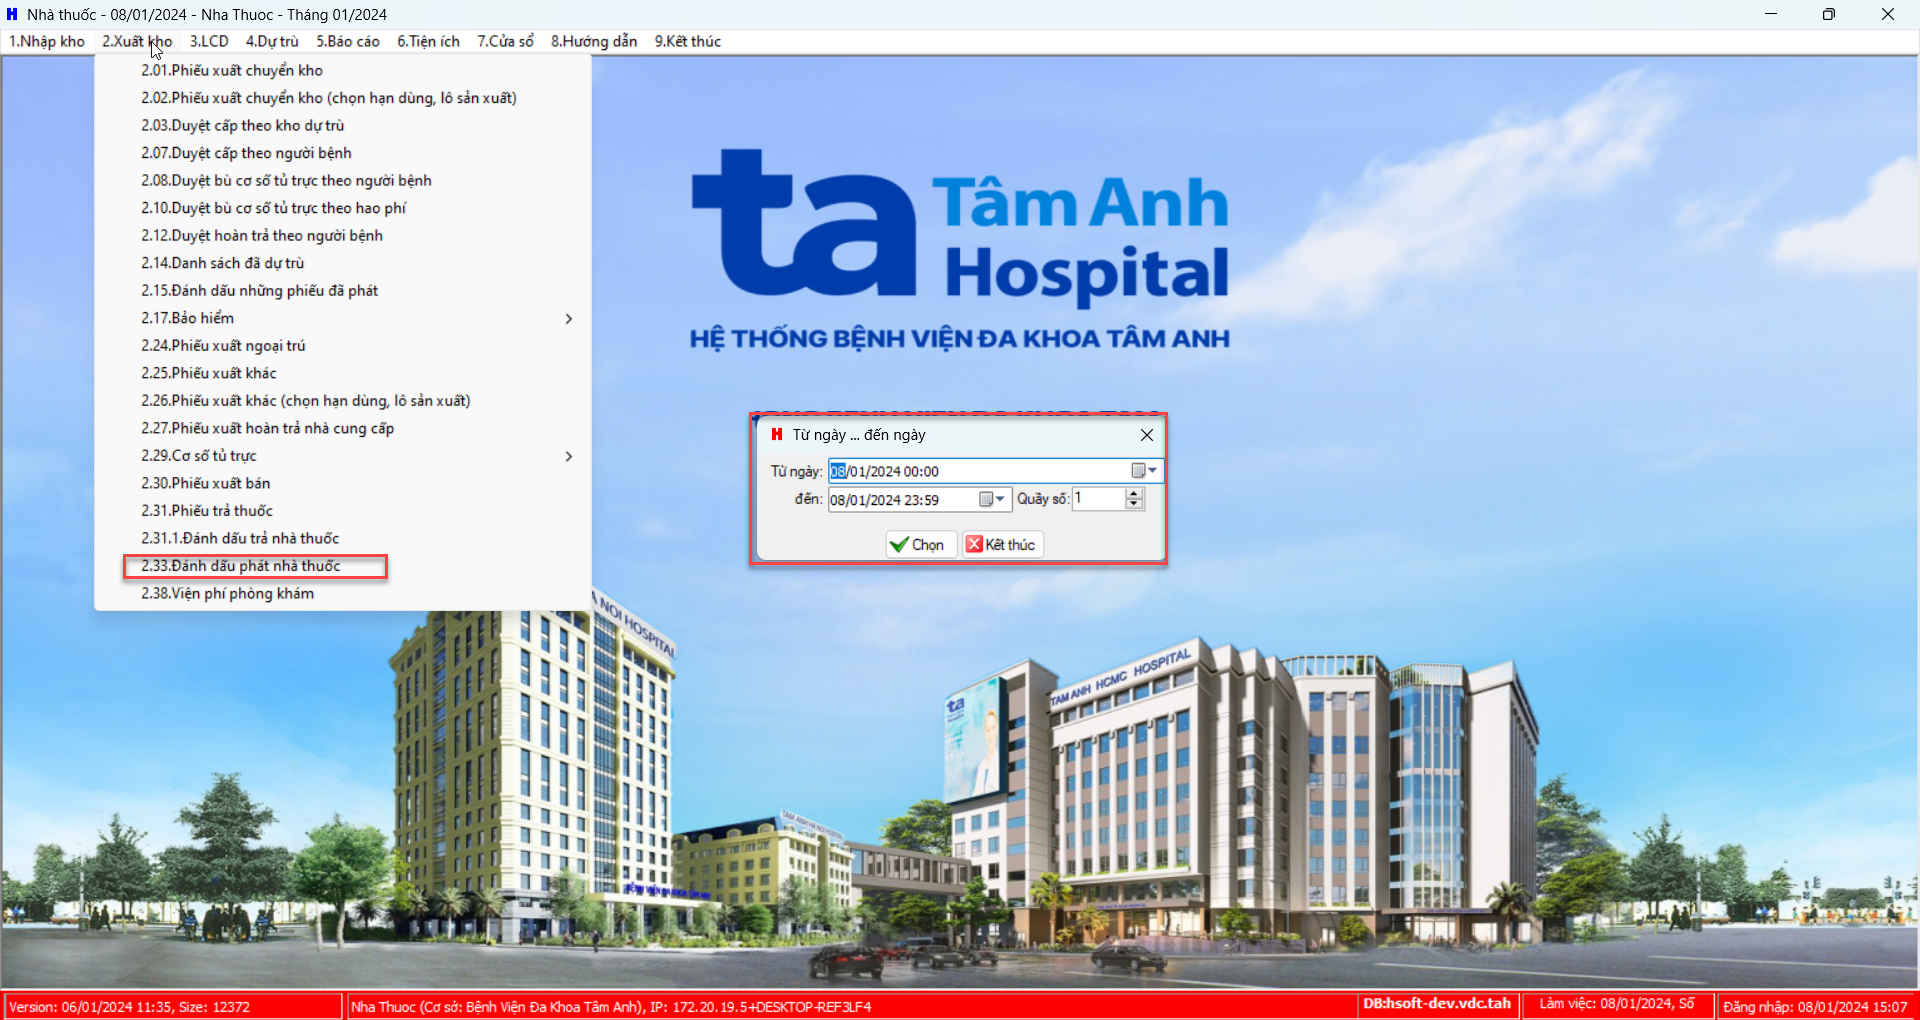 Nhà thuốc - 08/01/2024 - Nha Thuoc - Tháng 01/2024
1.Nhập kho 2.Xuất kho 3.LCD 4.Dự trù 5.Báo cáo 6.Tiện ích 7.Cửa sổ 8.Hướng dẫn 9.Kết thúc
2.01.Phiếu xuất chuyển kho
2.02.Phiếu xuất chuyển kho (chọn hạn dùng, lô sản xuất)
2.03.Duyệt cấp theo kho dự trù
2.07.Duyệt cấp theo người bệnh
2.08.Duyệt bù cơ số tủ trực theo người bệnh
2.10.Duyệt bù cơ số tủ trực theo hao phí
2.12.Duyệt hoàn trả theo người bệnh
2.14.Danh sách đã dự trù
2.15.Đánh dấu những phiếu đã phát
2.17.Bảo hiểm
2.24.Phiếu xuất ngoại trú
2.25.Phiếu xuất khác
2.26.Phiếu xuất khác (chọn hạn dùng, lô sản xuất)
2.27.Phiếu xuất hoàn trả nhà cung cấp
2.29.Cơ số tủ trực
2.30.Phiếu xuất bán
2.31.Phiếu trả thuốc
2.31.1.Đánh dấu trả nhà thuốc
2.33.Đánh dấu phát nhà thuốc
2.38.Viện phí phòng khám
ta Tâm Anh
Hospital
HỆ THỐNG BỆNH VIỆN ĐA KHOA TÂM ANH
Từ ngày ... đến ngày
Từ ngày: 08/01/2024 00:00
đến: 08/01/2024 23:59 Quầy số: 1
Chọn Kết thúc
A NOI HOSPITAL
TAM ANH HCMC HOSPITAL
ta
Hospital
TAM ANH HA NOI HOSPITAL
BỆNH VIỆN ĐA KHOA TÂM ANH
Version: 06/01/2024 11:35, Size: 12372
Nha Thuoc (Cơ sở: Bệnh Viện Đa Khoa Tâm Anh), IP: 172.20.19.5+DESKTOP-REF3LF4
DB:hsoft-dev.vdc.tah
Làm việc: 08/01/2024, Số
Đăng nhập: 08/01/2024 15:07